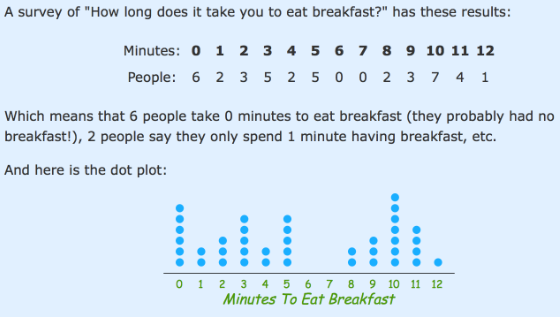 A survey of "How long does it take you to eat breakfast?" has these results:
Minutes: 0 1 2 3 4 5 6 7 8 9 10 11 12
People: 6 2 3 5 2 5 0 0 2 3 7 4 1
Which means that 6 people take 0 minutes to eat breakfast (they probably had no
breakfast!), 2 people say they only spend 1 minute having breakfast, etc.
And here is the dot plot:
0 1 2 3 4 5 6 7 8 9 10 11 12
Minutes To Eat Breakfast